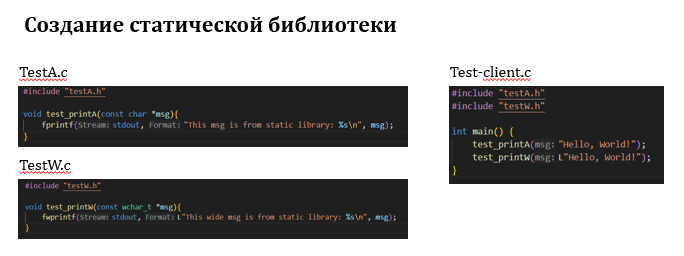 Создание статической библиотеки
TestA.c
#include "testA.h"
void test_printA(const char *msg){
fprintf(Stream: stdout, Format: "This msg is from static library: %s\n", msg);
}
TestW.c
#include "testW.h"
void test_printW(const wchar_t *msg){
fwprintf(Stream: stdout, Format: L"This wide msg is from static library: %s\n", msg);
}
Test-client.c
#include "testA.h"
#include "testW.h"
int main() {
test_printA(msg: "Hello, World!");
test_printW(msg: L"Hello, World!");
}